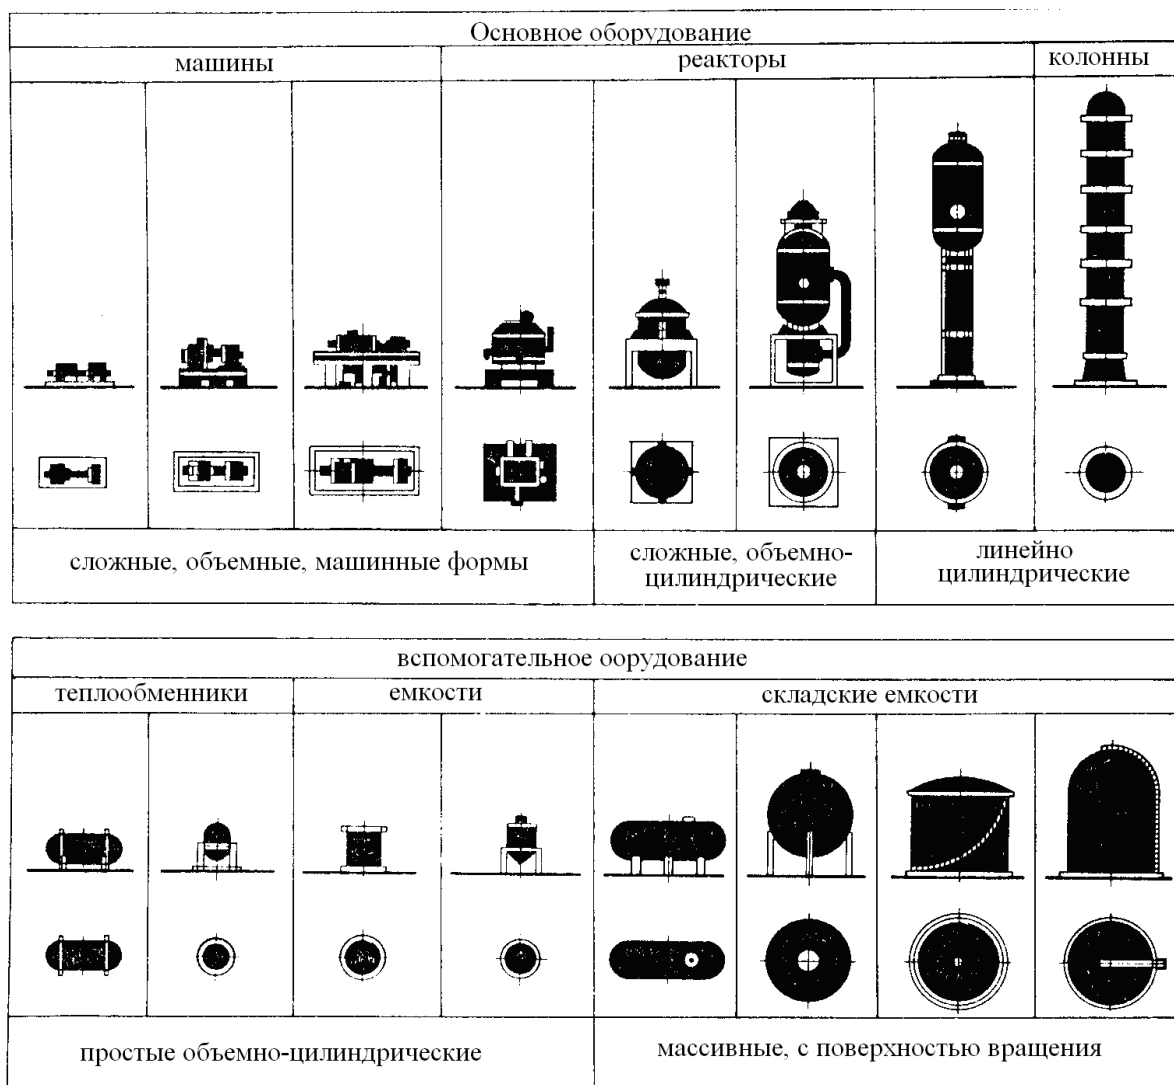 Основное оборудование
машины
реакторы
колонны
сложные, объемные, машинные формы
сложные, объемно-
цилиндрические
линейно
цилиндрические
вспомогательное оорудование
теплообменники
емкости
складские емкости
простые объемно-цилиндрические
массивные, с поверхностью вращения